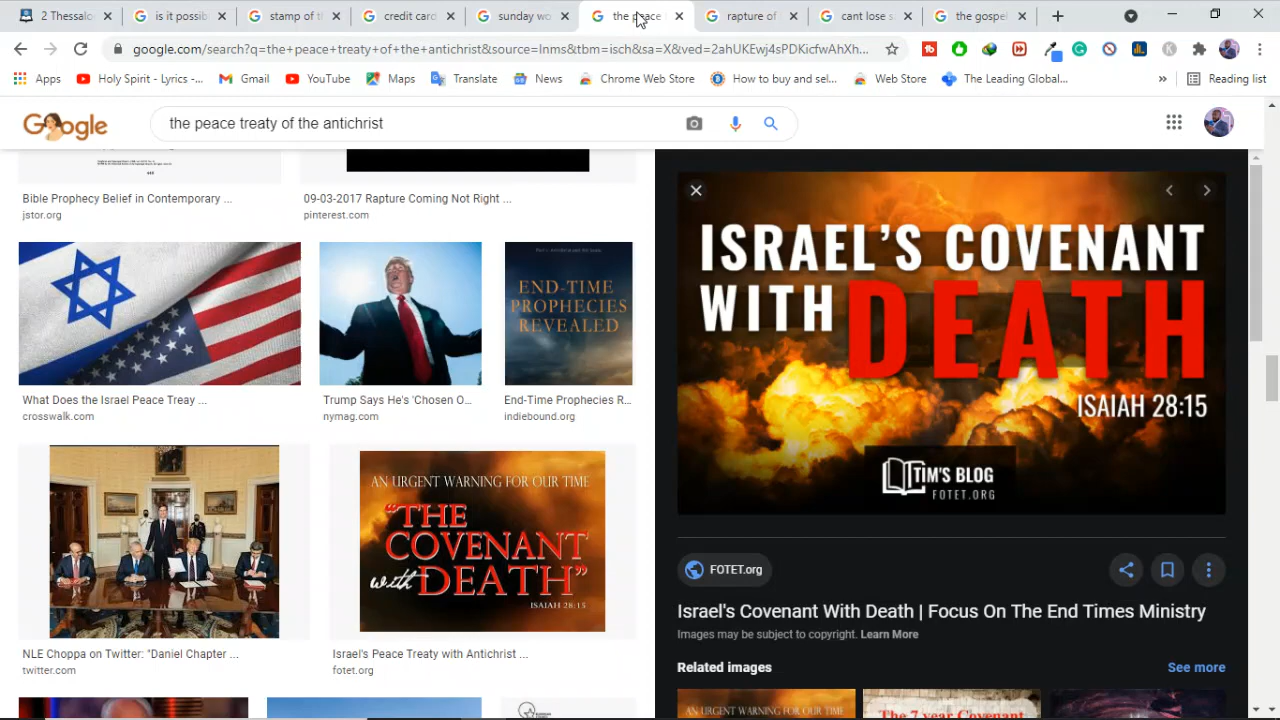 2 Thessalo
is it possib
stamp of t
credit card
sunday wo
the peace
rapture of
cant lose s
the gospel
google.com/search?q=the+peace+treaty+of+the+antichrist&source=lnms&tbm=isch&sa=X&ved=2ahUKEwj4sPDKicfwAhXh...
Apps
Holy Spirit - Lyrics -...
Gmail
YouTube
Maps
Translate
News
Chrome Web Store
How to buy and sel...
Web Store
The Leading Global...
»
Reading list
Google
the peace treaty of the antichrist
Bible Prophecy Belief in Contemporary ...
jstor.org
09-03-2017 Rapture Coming Not Right ...
pinterest.com
END-TIME
PROPHECIES
REVEALED
What Does the Israel Peace Treay ...
crosswalk.com
Trump Says He's 'Chosen O...
nymag.com
End-Time Prophecies R...
indiebound.org
AN URGENT WARNING FOR OUR TIME
"THE
COVENANT
with DEATH"
ISAIAH 28:15
NLE Choppa on Twitter: "Daniel Chapter ...
twitter.com
Israel's Peace Treaty with Antichrist ...
fotet.org
ISRAEL'S COVENANT
WITH DEATH
ISAIAH 28:15
TIM'S BLOG
FOTET.ORG
FOTET.org
Israel's Covenant With Death | Focus On The End Times Ministry
Images may be subject to copyright. Learn More
Related images
See more
AN URGENT WARNING FOR OUR TIME
The 7 year Covenant